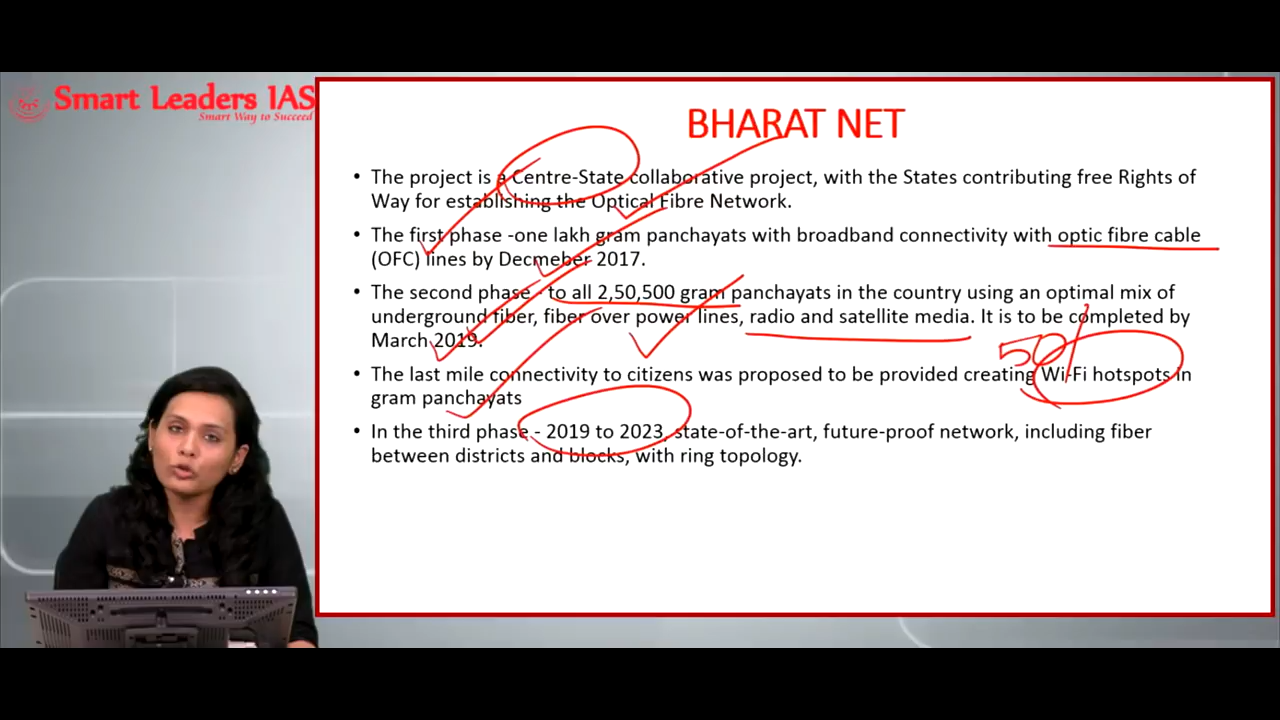 Smart Leaders IAS
Smart Way to Succeed
BHARAT NET
• The project is a Centre-State collaborative project, with the States contributing free Rights of
Way for establishing the Optical Fibre Network.
• The first phase -one lakh gram panchayats with broadband connectivity with optic fibre cable
(OFC) lines by Decmeber 2017.
• The second phase - to all 2,50,500 gram panchayats in the country using an optimal mix of
underground fiber, fiber over power lines, radio and satellite media. It is to be completed by
March 2019.
50
• The last mile connectivity to citizens was proposed to be provided creating Wi-Fi hotspots in
gram panchayats
• In the third phase - 2019 to 2023, state-of-the-art, future-proof network, including fiber
between districts and blocks, with ring topology.